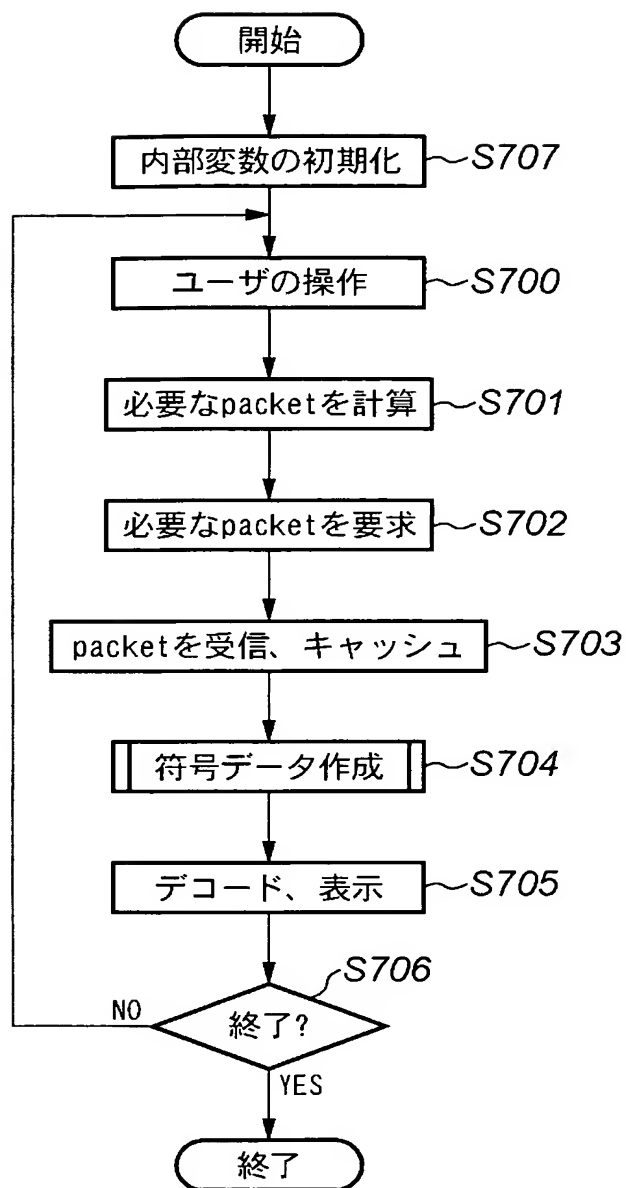 開始
内部変数の初期化 S707
ユーザの操作 S700
必要なpacketを計算 S701
必要なpacketを要求 S702
packetを受信、キャッシュ S703
符号データ作成 S704
デコード、表示 S705
S706
終了?
NO
YES
終了